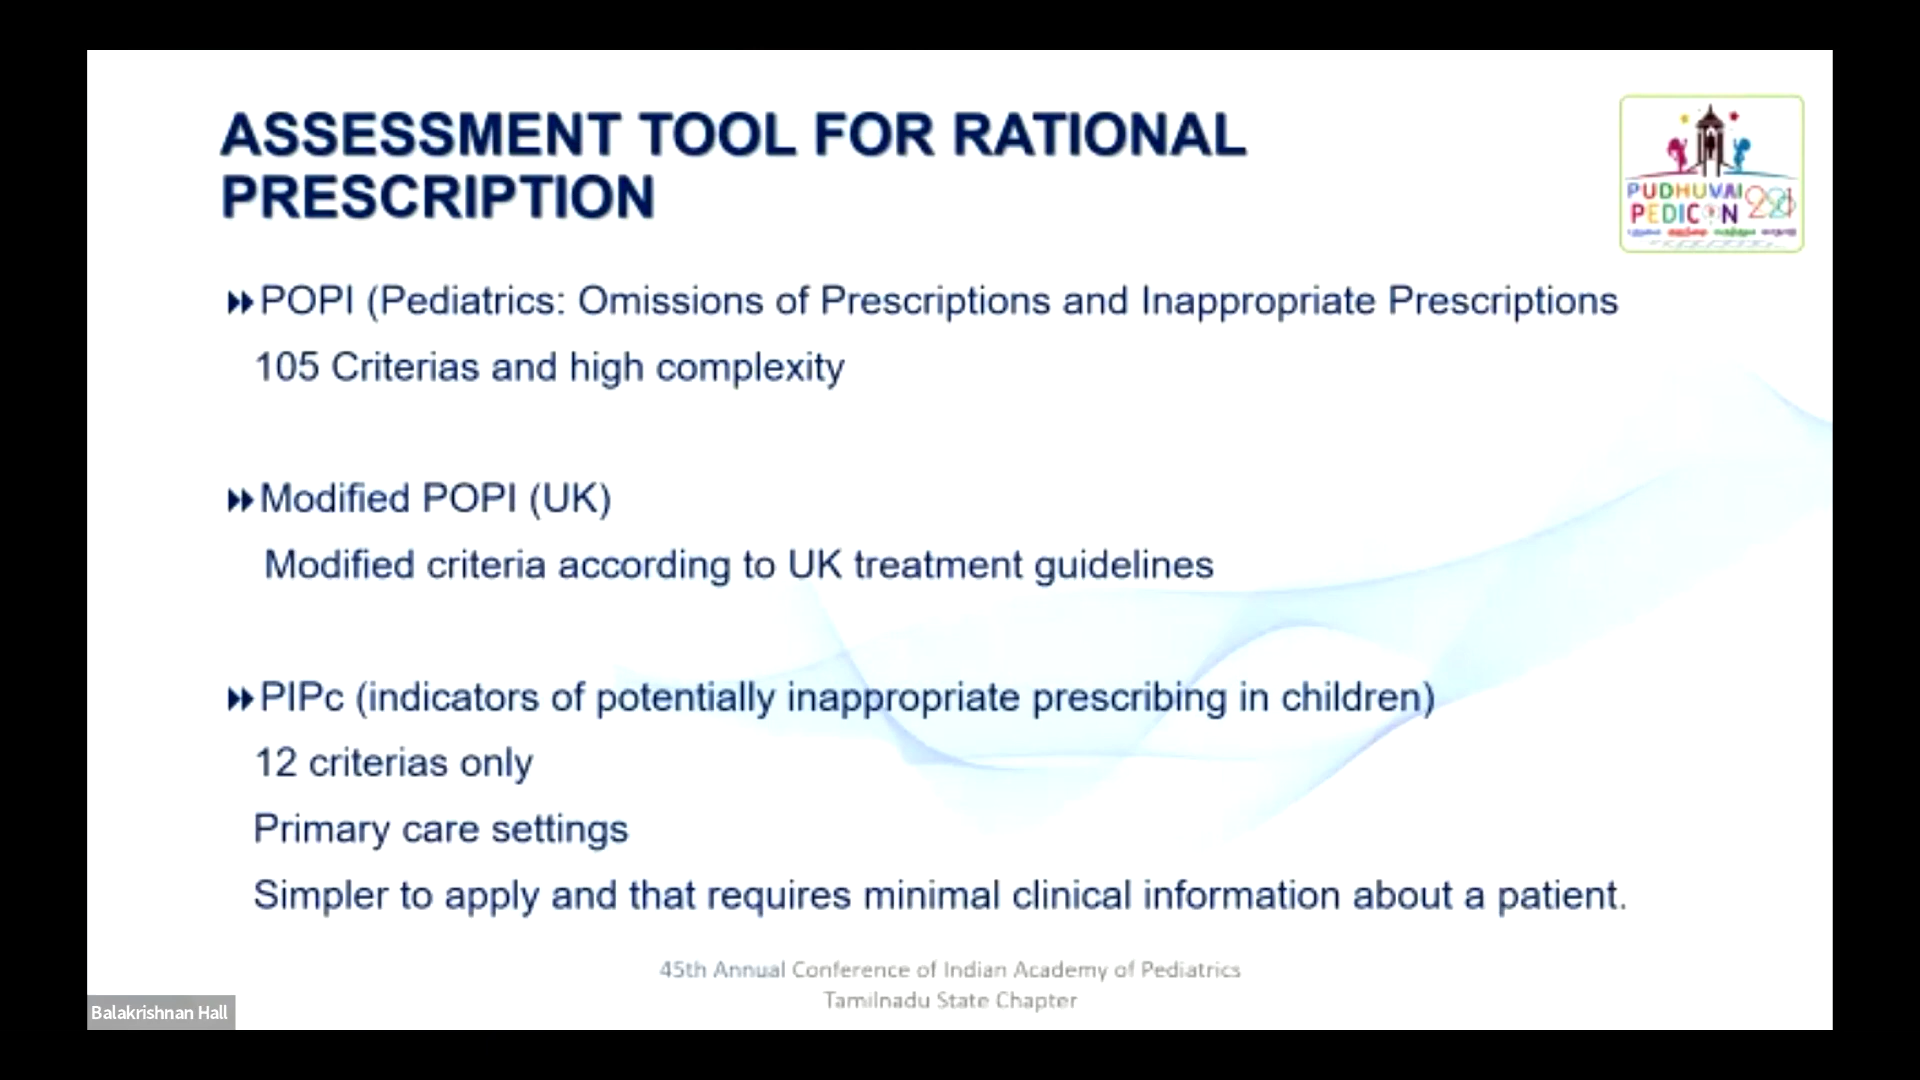 ASSESSMENT TOOL FOR RATIONAL
PRESCRIPTION
PUDHUVAI
PEDICON
POPI (Pediatrics: Omissions of Prescriptions and Inappropriate Prescriptions
105 Criterias and high complexity
Modified POPI (UK)
Modified criteria according to UK treatment guidelines
PIPc (indicators of potentially inappropriate prescribing in children)
12 criterias only
Primary care settings
Simpler to apply and that requires minimal clinical information about a patient.
45th Annual Conference of Indian Academy of Pediatrics
Tamilnadu State Chapter
Balakrishnan Hall